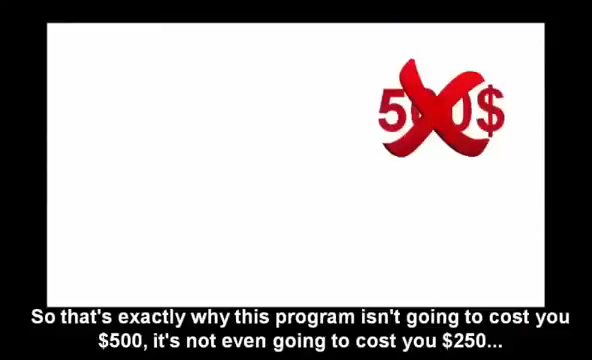 500$
So that's exactly why this program isn't going to cost you
$500, it's not even going to cost you $250...